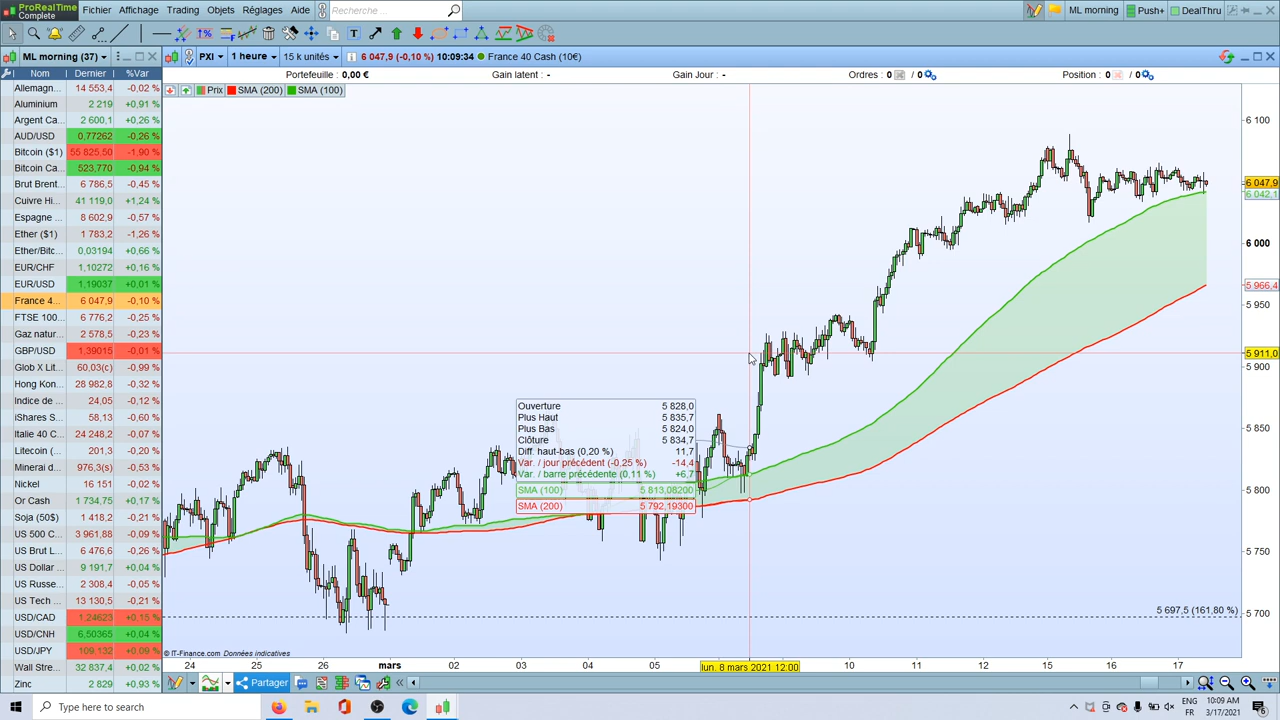 ProRealTime
Complete
Fichier Affichage Trading Objets Réglages Aide
Recherche ...
ML morning Push+ DealThru
ML morning (37)
PXI 1 heure 15 k unités 6 047,9 (-0,10 %) 10:09:34 France 40 Cash (10€)
Nom Dernier %Var
Portefeuille : 0,00 € Gain latent : - Gain Jour : - Ordres : 0 / 0 Position : 0 / 0
Prix SMA (200) SMA (100)
Allemagn... 14 553,4 -0,02 %
Aluminium 2 219 +0,91 %
Argent Ca... 2 600,1 +0,26 %
AUD/USD 0,77262 -0,26 %
Bitcoin ($1) 55 825,50 -1,90 %
Bitcoin Ca... 523,770 -0,94 %
Brut Brent... 6 786,5 -0,45 %
Cuivre Hi... 41 119,0 +1,24 %
Espagne ... 8 602,9 -0,57 %
Ether ($1) 1 783,2 -1,26 %
Ether/Bitc... 0,03194 +0,66 %
EUR/CHF 1,10272 +0,16 %
EUR/USD 1,19037 +0,01 %
France 4... 6 047,9 -0,10 %
FTSE 100... 6 776,2 -0,25 %
Gaz natur... 2 578,5 -0,23 %
GBP/USD 1,39015 -0,01 %
Glob X Lit... 60,03(c) -0,99 %
Hong Kon... 28 982,8 -0,32 %
Indice de ... 24,05 -0,12 %
iShares S... 58,13 -0,60 %
Italie 40 C... 24 248,2 -0,07 %
Litecoin (... 201,3 -0,20 %
Minerai d... 976,3(s) -0,53 %
Nickel 16 151 -0,02 %
Or Cash 1 734,75 +0,17 %
Soja (50$) 1 418,2 -0,21 %
US 500 C... 3 961,88 -0,09 %
US Brut L... 6 476,6 -0,26 %
US Dollar ... 9 191,7 +0,04 %
US Russe... 2 308,4 -0,05 %
US Tech ... 13 130,5 -0,21 %
USD/CAD 1,24623 +0,15 %
USD/CNH 6,50365 +0,04 %
USD/JPY 109,132 +0,09 %
Wall Stre... 32 837,4 +0,02 %
Zinc 2 829 +0,93 %
Ouverture 5 828,0
Plus Haut 5 835,7
Plus Bas 5 824,0
Clôture 5 834,7
Diff. haut-bas (0,20 %) 11,7
Var. / jour précédent (-0,25 %) -14,4
Var. / barre précédente (0,11 %) +6,7
SMA (100) 5 813,08200
SMA (200) 5 792,19300
6 100
6 047,9
6 042,1
6 000
5 966,4
5 950
5 911,0
5 900
5 850
5 800
5 750
5 700
5 697,5 (161,80 %)
© IT-Finance.com Données indicatives
24 25 26 mars 02 03 04 05 lun. 8 mars 2021 12:00 10 11 12 15 16 17
Partager
Type here to search
ENG
FR
10:09 AM
3/17/2021
6